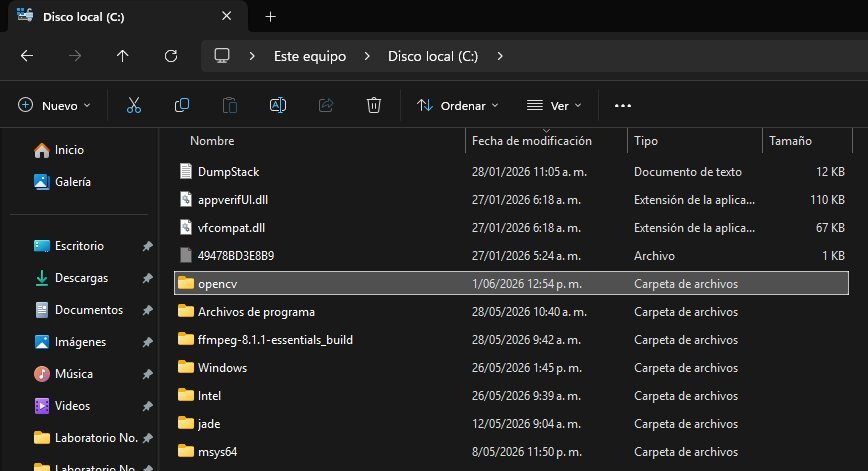 Disco local (C:)
Este equipo > Disco local (C:) >
Nuevo
Ordenar
Ver
Nombre Fecha de modificación Tipo Tamaño
Inicio
Galería
Escritorio
Descargas
Documentos
Imágenes
Música
Videos
Laboratorio No.
Laboratorio No.
DumpStack 28/01/2026 11:05 a. m. Documento de texto 12 KB
appverifUI.dll 27/01/2026 6:18 a. m. Extensión de la aplica... 110 KB
vfcompat.dll 27/01/2026 6:18 a. m. Extensión de la aplica... 67 KB
49478BD3E8B9 27/01/2026 5:24 a. m. Archivo 1 KB
opencv 1/06/2026 12:54 p. m. Carpeta de archivos
Archivos de programa 28/05/2026 10:40 a. m. Carpeta de archivos
ffmpeg-8.1.1-essentials_build 28/05/2026 9:42 a. m. Carpeta de archivos
Windows 26/05/2026 1:45 p. m. Carpeta de archivos
Intel 26/05/2026 9:39 a. m. Carpeta de archivos
jade 12/05/2026 9:04 a. m. Carpeta de archivos
msys64 8/05/2026 11:50 p. m. Carpeta de archivos